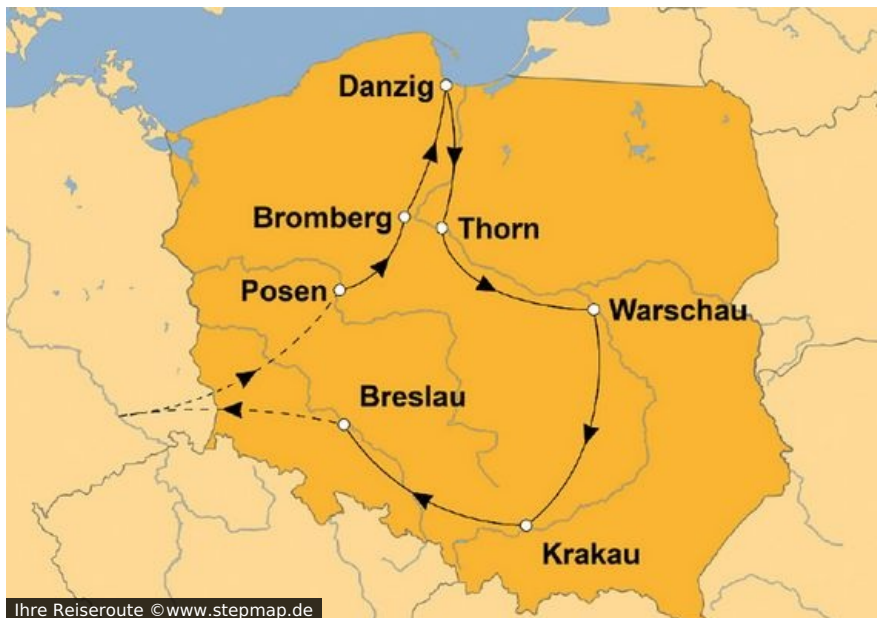 Danzig
Bromberg
Thorn
Posen
Warschau
Breslau
Krakau
Ihre Reiseroute ©www.stepmap.de